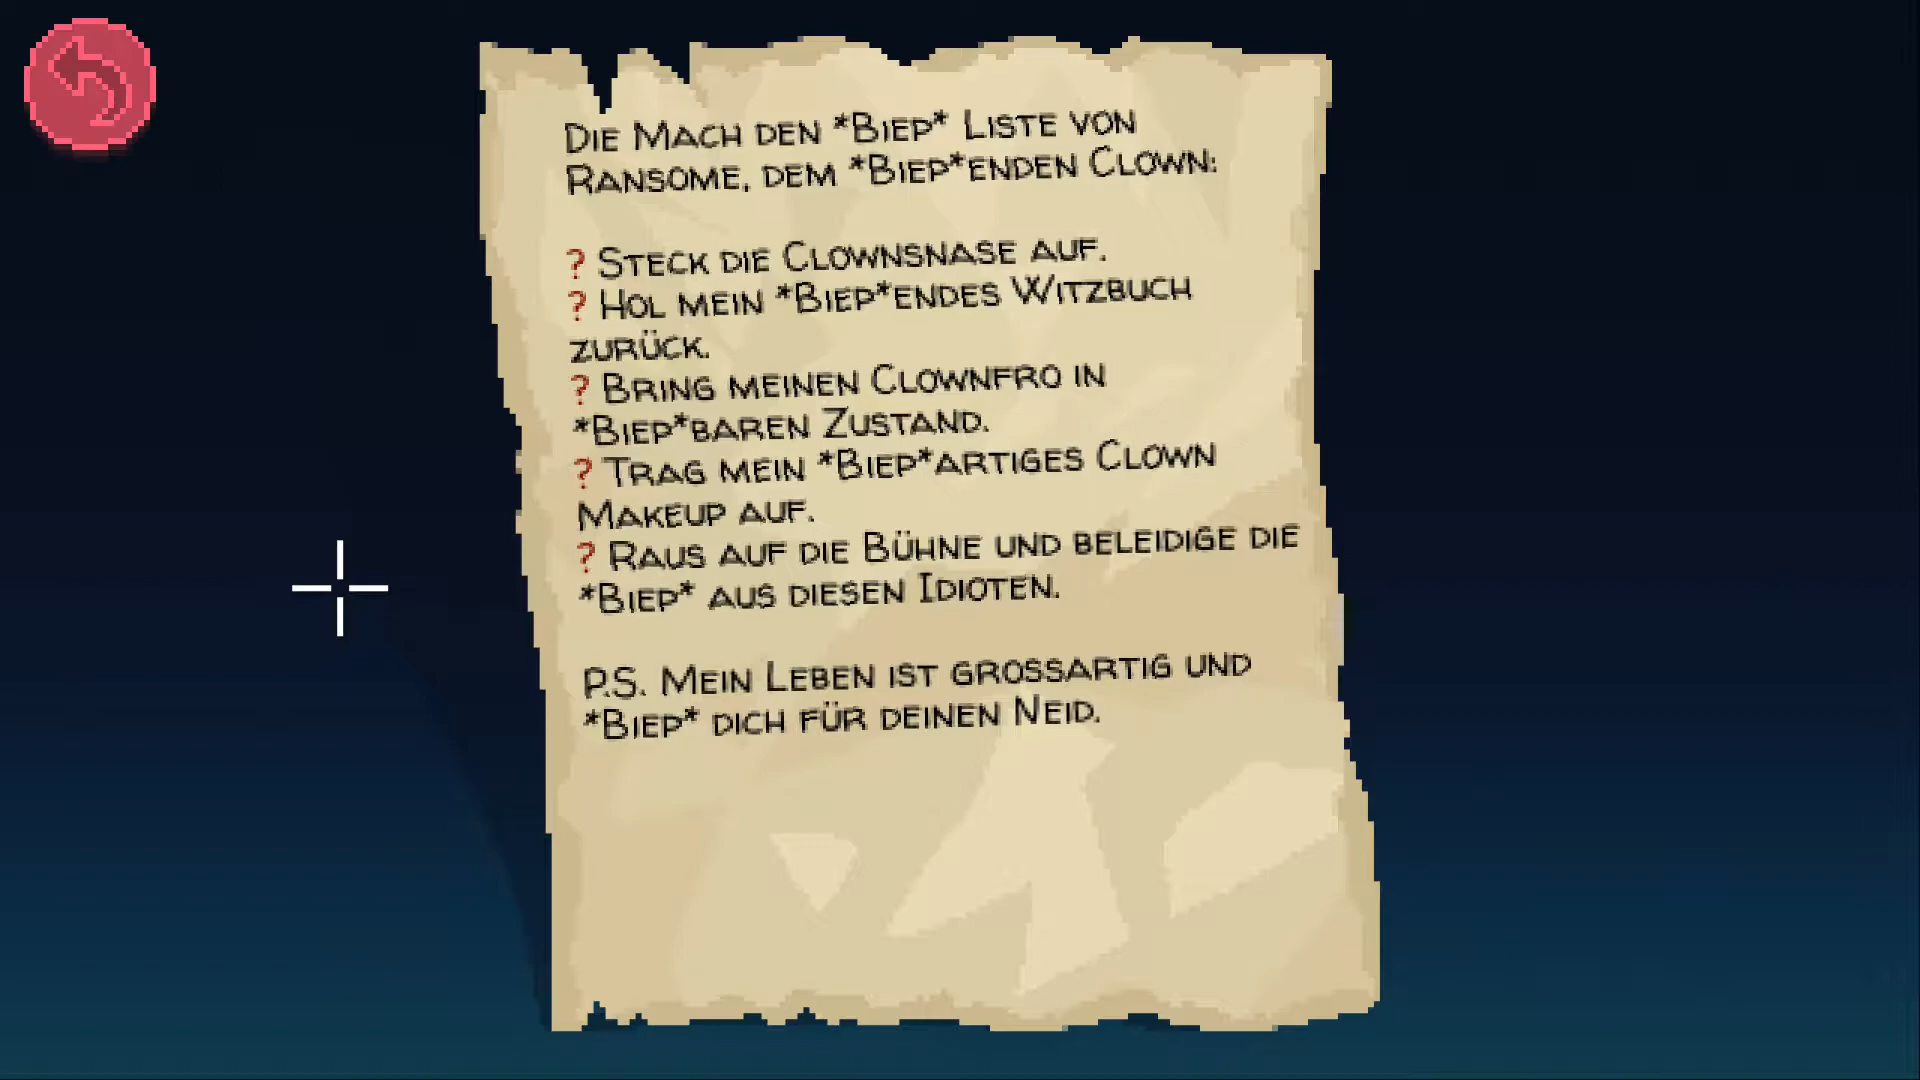 Die Mach den *Biep* Liste von
Ransome, dem *Biep*enden Clown:
? Steck die Clownsnase auf.
? Hol mein *Biep*endes Witzbuch
zurück.
? Bring meinen Clownfro in
*Biep*baren Zustand.
? Trag mein *Biep*artiges Clown
Makeup auf.
? Raus auf die Bühne und beleidige die
*Biep* aus diesen Idioten.
P.S. Mein Leben ist grossartig und
*Biep* dich für deinen Neid.